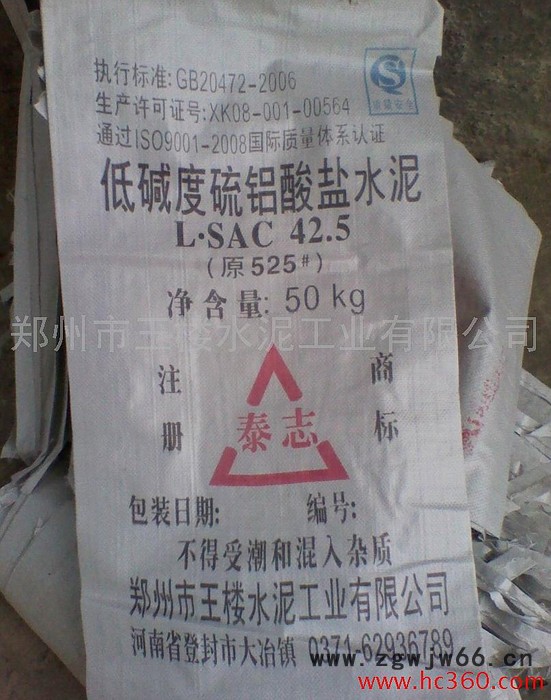 执行标准:GB20472-2006
生产许可证号:XK08-001-00564
通过ISO9001-2008国际质量体系认证
质量安全
低碱度硫铝酸盐水泥
L·SAC 42.5
(原525#)
净含量: 50 kg
郑州市王楼水泥工业有限公司
注册
商标
泰志
包装日期: 编号:
不得受潮和混入杂质
郑州市王楼水泥工业有限公司
河南省登封市大冶镇 0371-62936789
www.zgwjw66.cn
www.hc360.com